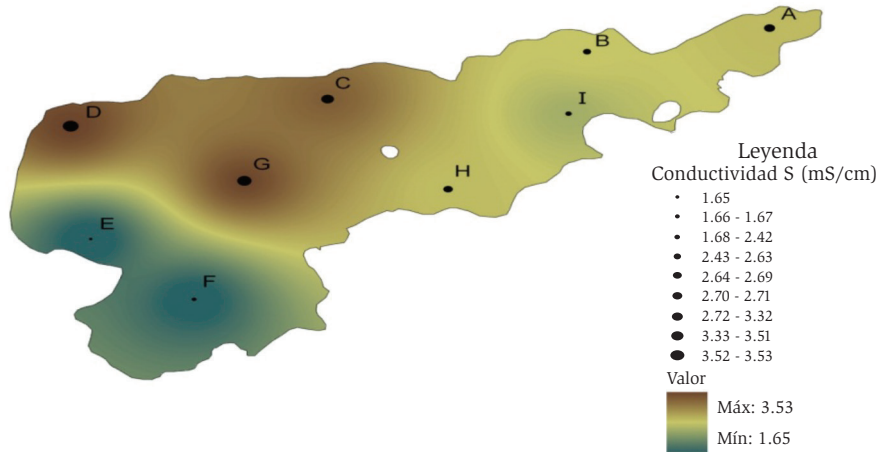 A
B
C
D
I
G
H
E
F
Leyenda
Conductividad S (mS/cm)
1.65
1.66 - 1.67
1.68 - 2.42
2.43 - 2.63
2.64 - 2.69
2.70 - 2.71
2.72 - 3.32
3.33 - 3.51
3.52 - 3.53
Valor
Máx: 3.53
Mín: 1.65